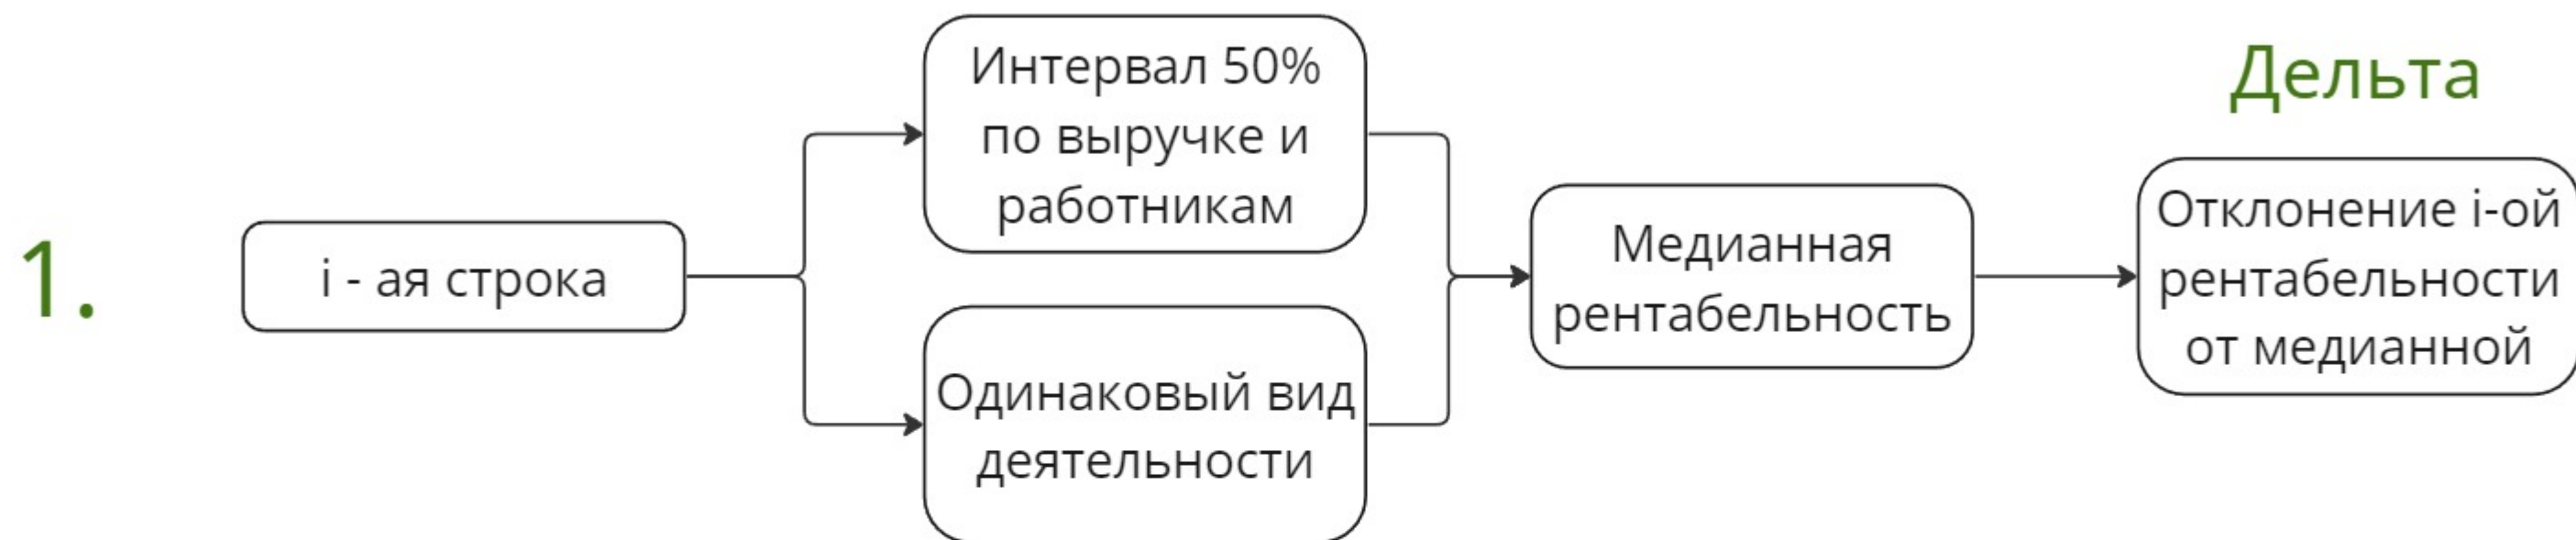 1.
i - ая строка
Интервал 50%
по выручке и
работникам
Одинаковый вид
деятельности
Медианная
рентабельность
Дельта
Отклонение i-ой
рентабельности
от медианной